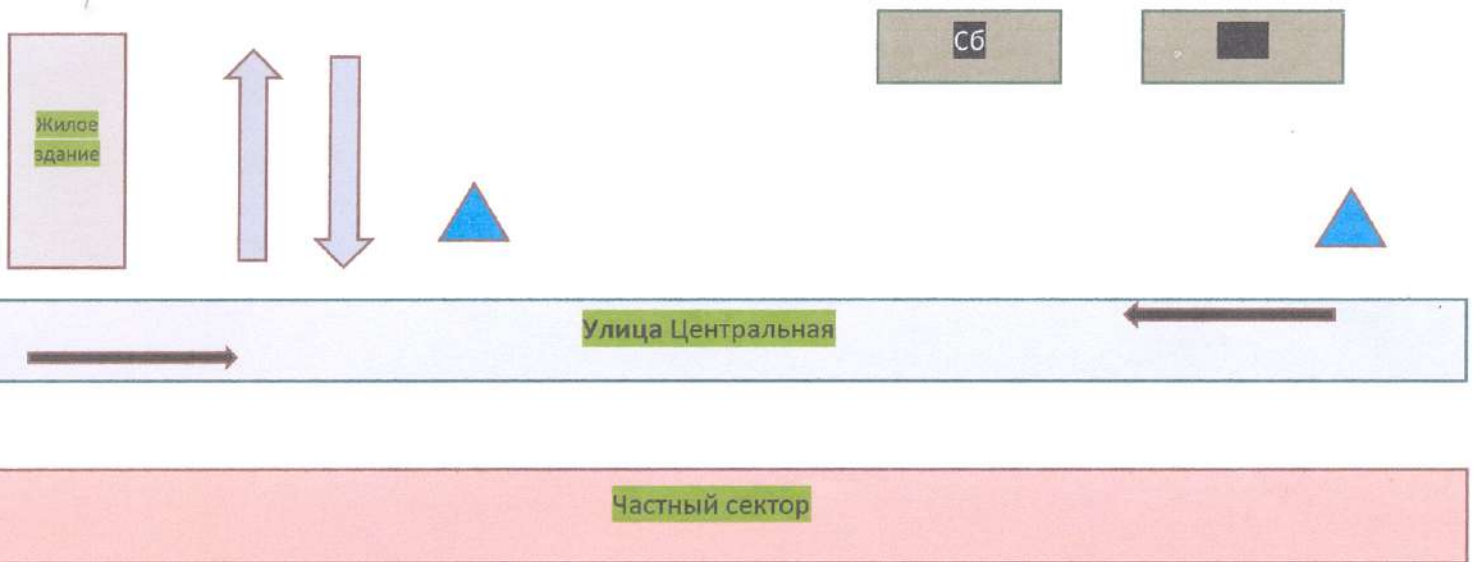 Сб
Жилое
здание
Улица Центральная
Частный сектор